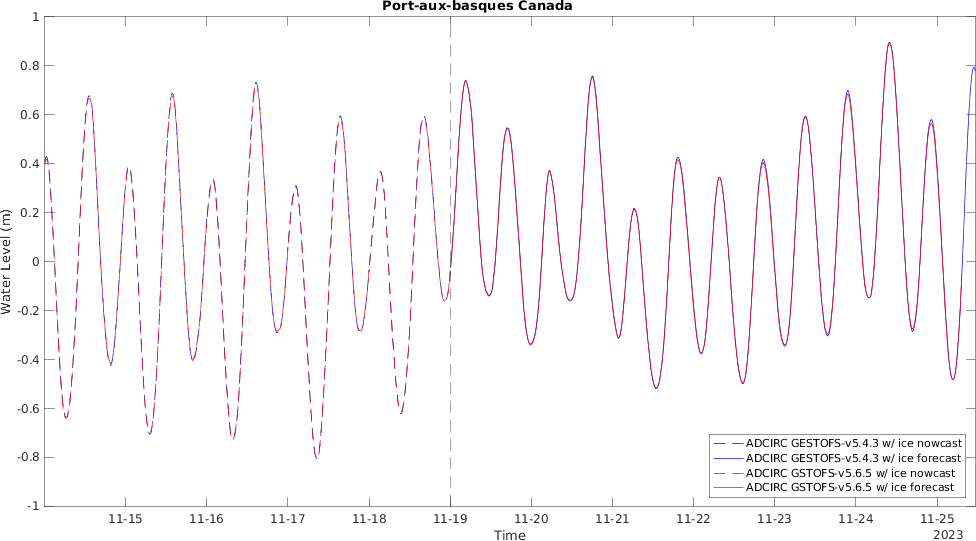 Port-aux-basques Canada
1
0.8
0.6
0.4
0.2
0
-0.2
-0.4
-0.6
-0.8
-1
Water Level (m)
ADCIRC GESTOFS-v5.4.3 w/ ice nowcast
ADCIRC GESTOFS-v5.4.3 w/ ice forecast
ADCIRC GSTOFS-v5.6.5 w/ ice nowcast
ADCIRC GSTOFS-v5.6.5 w/ ice forecast
11-15 11-16 11-17 11-18 11-19 11-20 11-21 11-22 11-23 11-24 11-25
Time
2023